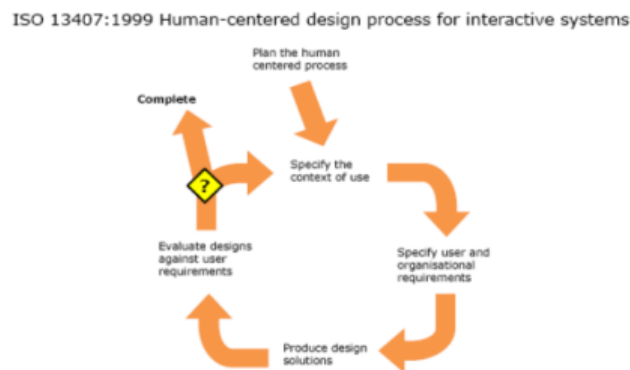 ISO 13407:1999 Human-centered design process for interactive systems
Plan the human
centered process
Complete
Specify the
context of use
?
Evaluate designs
against user
requirements
Specify user and
organisational
requirements
Produce design
solutions